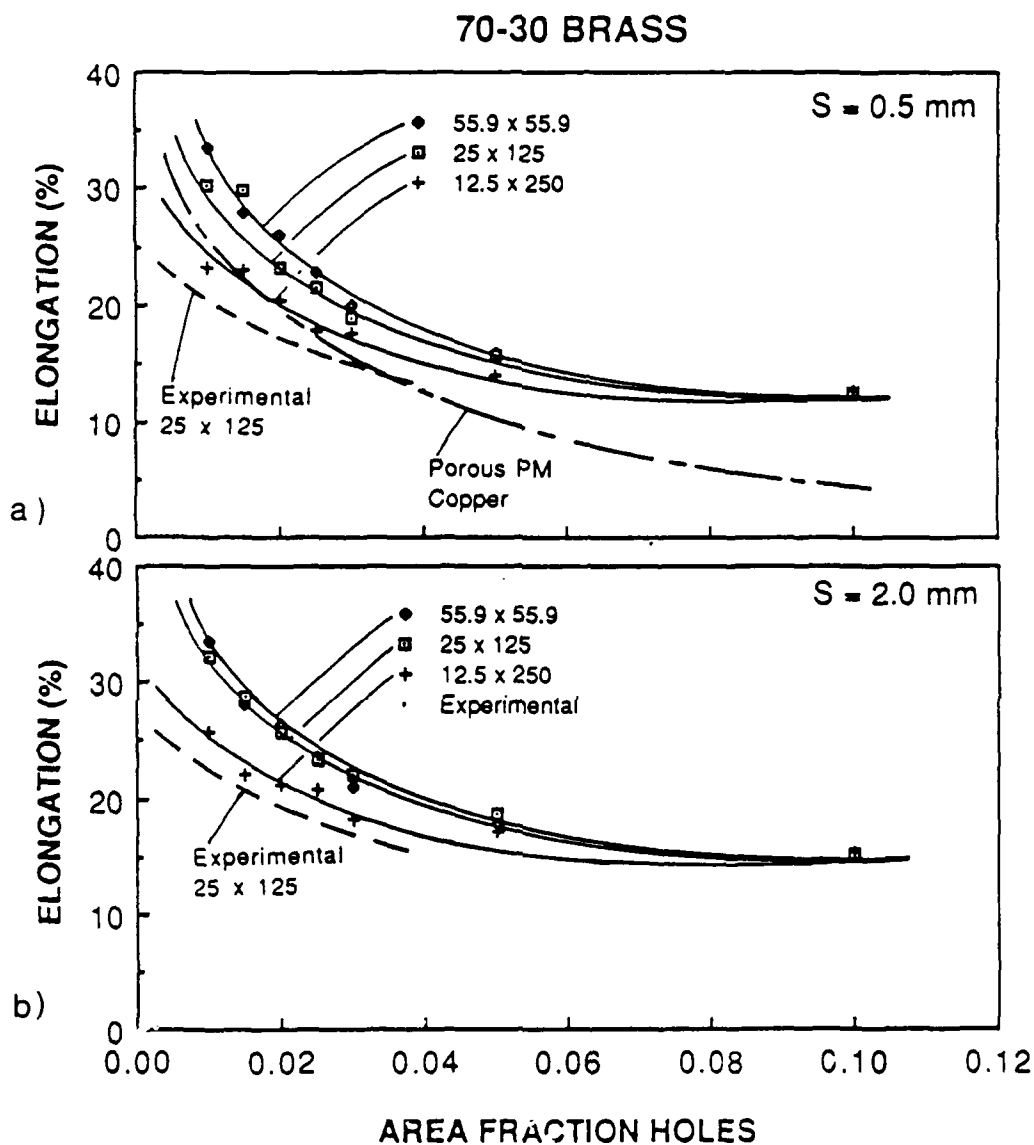 70-30 BRASS
40
30
20
10
0
ELONGATION (%)
S = 0.5 mm
55.9 x 55.9
25 x 125
12.5 x 250
Experimental
25 x 125
Porous PM
Copper
a)
40
30
20
10
0
ELONGATION (%)
S = 2.0 mm
55.9 x 55.9
25 x 125
12.5 x 250
Experimental
Experimental
25 x 125
b)
0.00 0.02 0.04 0.06 0.08 0.10 0.12
AREA FRACTION HOLES